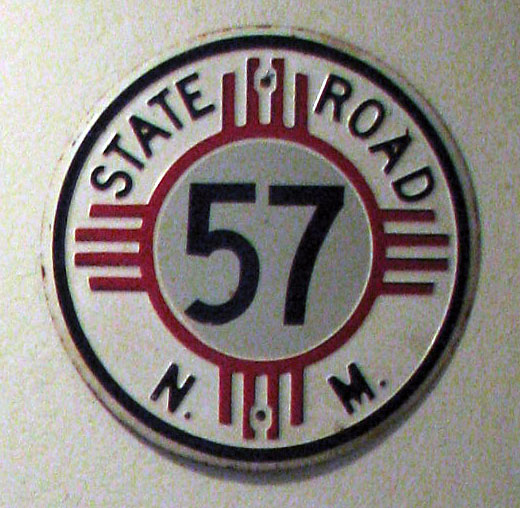 STATE ROAD
57
N. M.